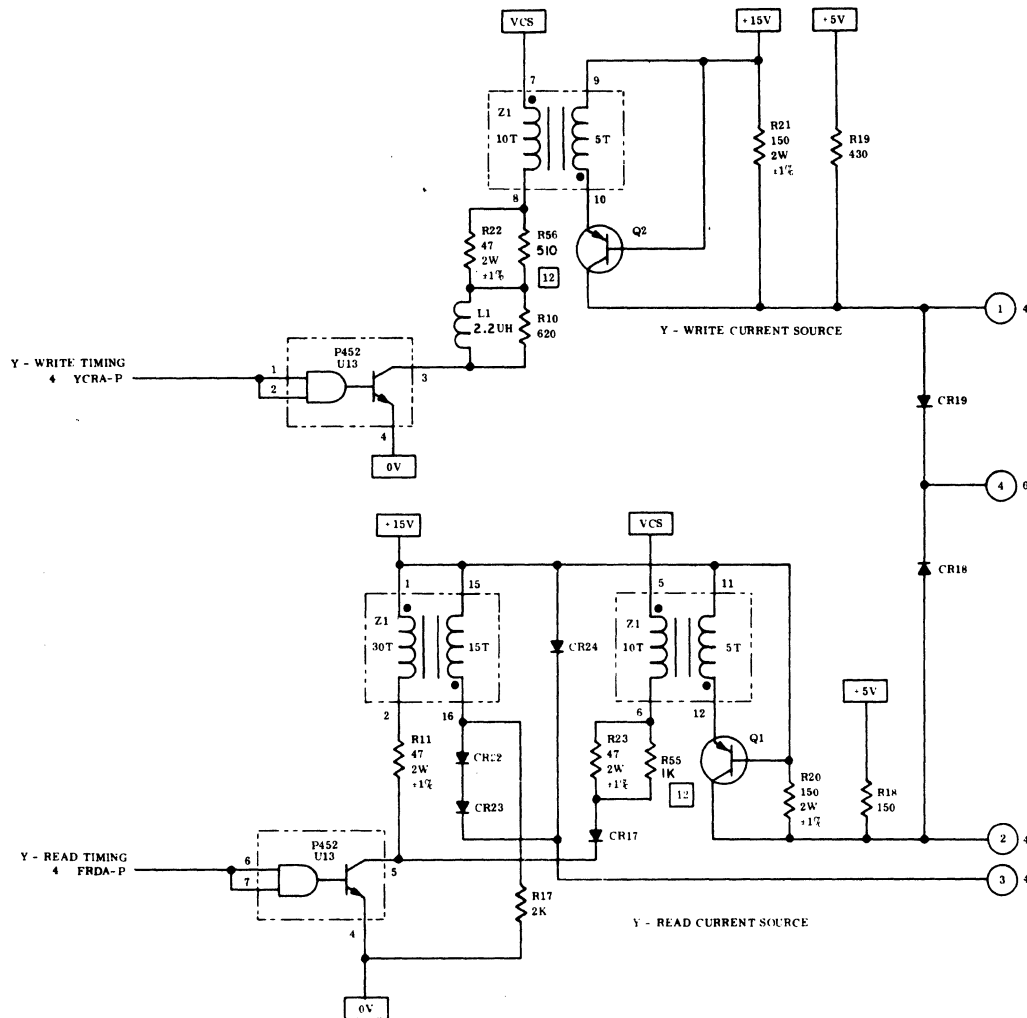 VCS
+15V
+5V
7
9
Z1
10T
5T
8
10
R21
150
2W
±1%
R19
430
R22
47
2W
±1%
R56
510
12
Q2
L1
2.2UH
R10
620
1
4
Y - WRITE CURRENT SOURCE
Y - WRITE TIMING
4 YCRA-P
P452
U13
1
2
3
4
0V
CR19
4
6
+15V
VCS
CR18
1
15
5
11
Z1
30T
15T
CR24
Z1
10T
5T
2
16
6
12
+5V
R11
47
2W
±1%
CR22
CR23
R23
47
2W
±1%
R55
1K
12
Q1
R20
150
2W
±1%
R18
150
CR17
2
4
Y - READ TIMING
4 FRDA-P
P452
U13
6
7
5
4
3
4
R17
2K
Y - READ CURRENT SOURCE
0V